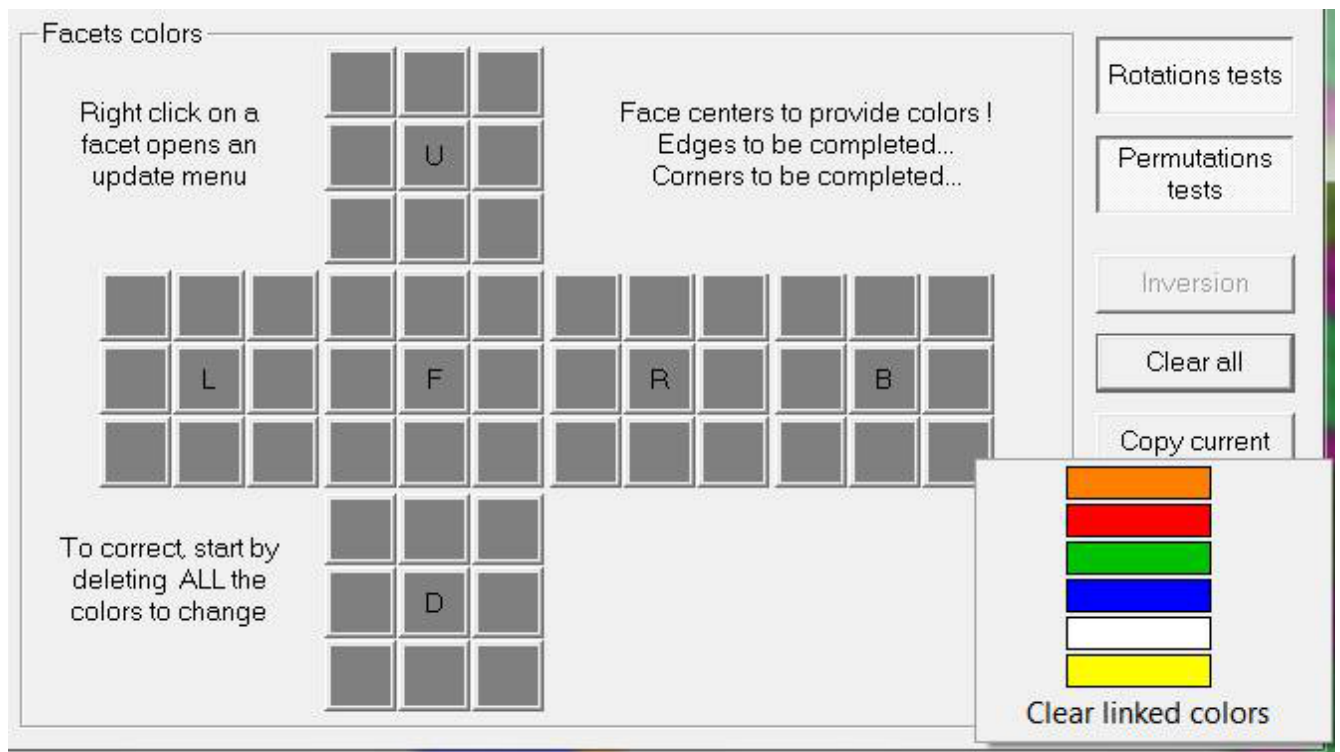 Facets colors
Right click on a
facet opens an
update menu
Face centers to provide colors !
Edges to be completed...
Corners to be completed...
U
L
F
R
B
D
To correct, start by
deleting ALL the
colors to change
Rotations tests
Permutations
tests
Inversion
Clear all
Copy current
Clear linked colors